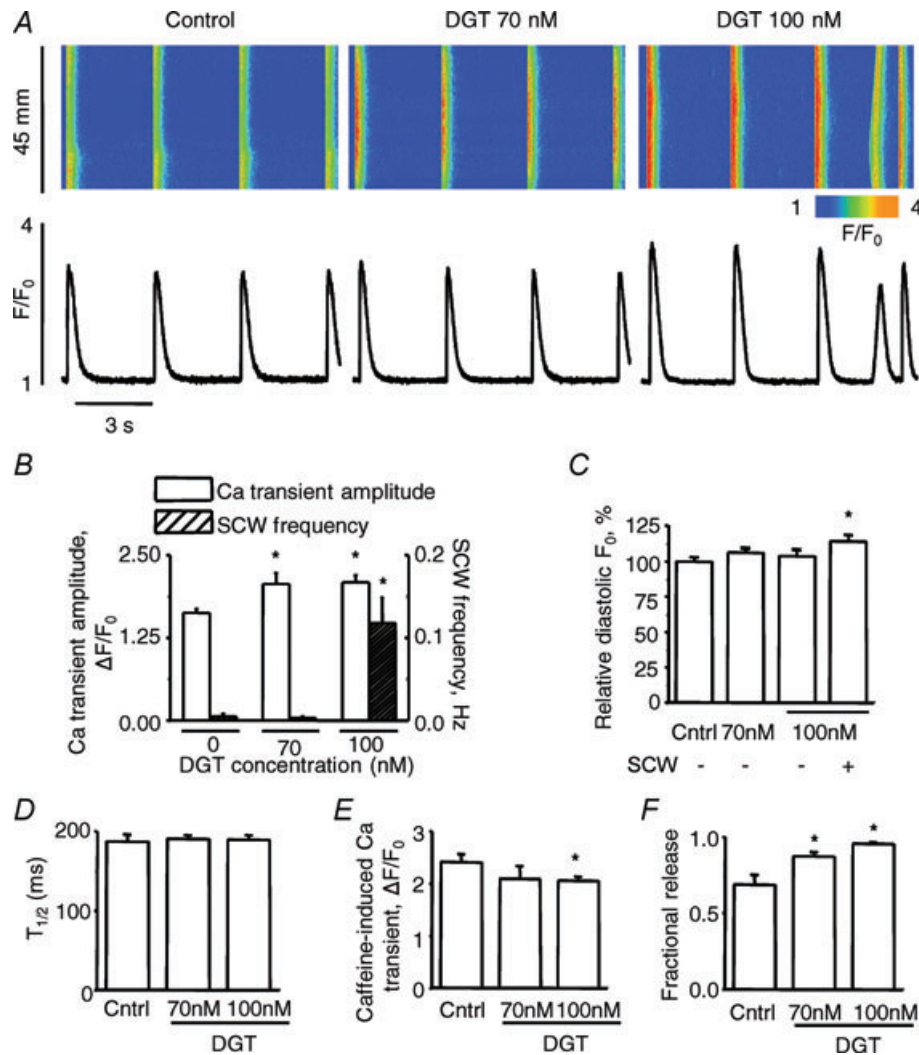 A
Control
DGT 70 nM
DGT 100 nM
45 mm
1
4
F/F0
4
F/F0
1
3 s
B
Ca transient amplitude
SCW frequency
Ca transient amplitude,
ΔF/F0
2.50
1.25
0.00
*
*
*
0.2
0.1
0.0
SCW frequency, Hz
0
70
100
DGT concentration (nM)
C
Relative diastolic F0, %
125
100
75
50
25
0
*
Cntrl 70nM 100nM
SCW - - - +
D
T1/2 (ms)
200
100
0
Cntrl 70nM 100nM
DGT
E
Caffeine-induced Ca
transient, ΔF/F0
3
2
1
0
*
Cntrl 70nM 100nM
DGT
F
Fractional release
1.0
0.5
0.0
*
*
Cntrl 70nM 100nM
DGT